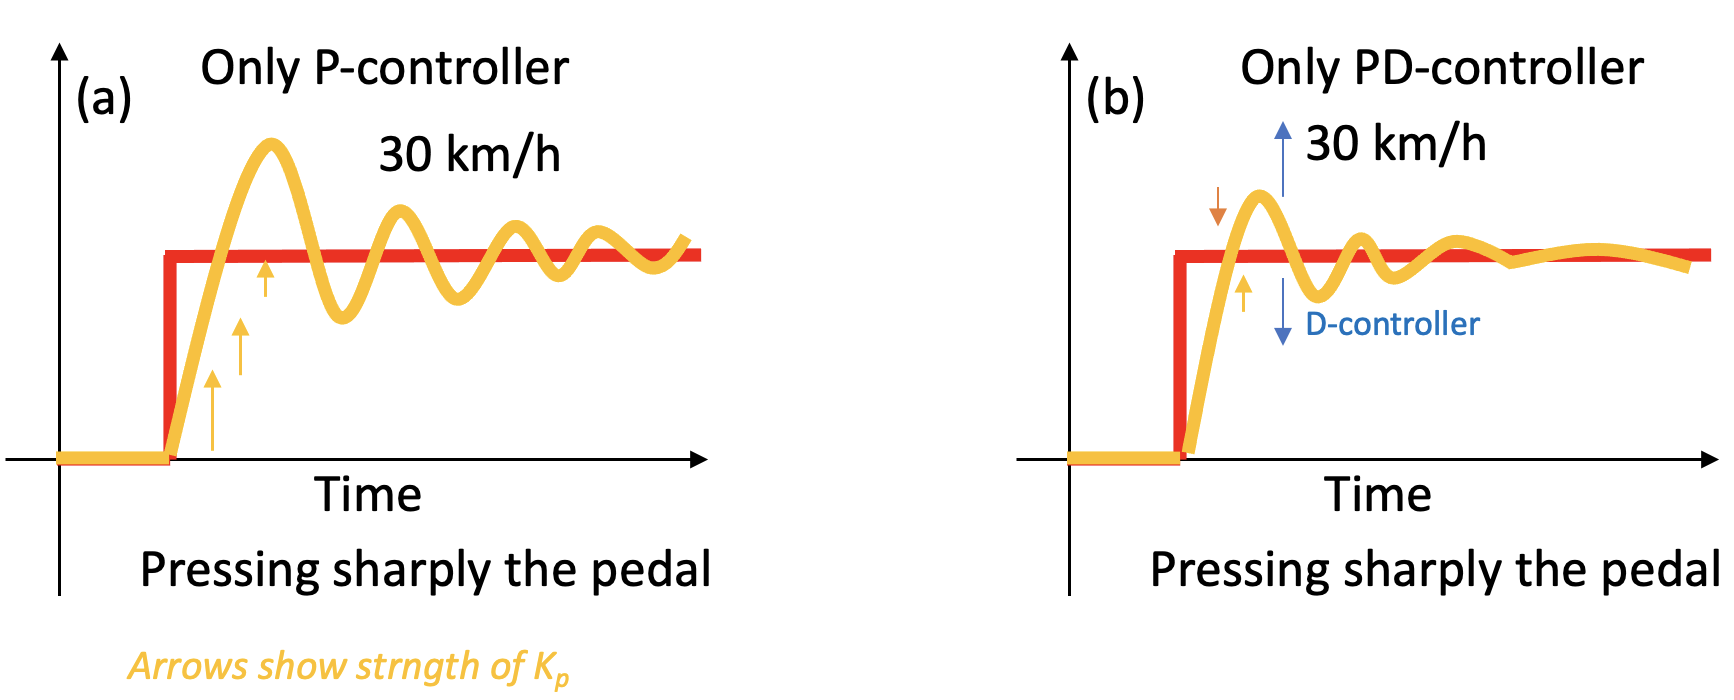 (a)
Only P-controller
30 km/h
Time
Pressing sharply the pedal
Arrows show strngth of Kp
(b)
Only PD-controller
30 km/h
D-controller
Time
Pressing sharply the pedal